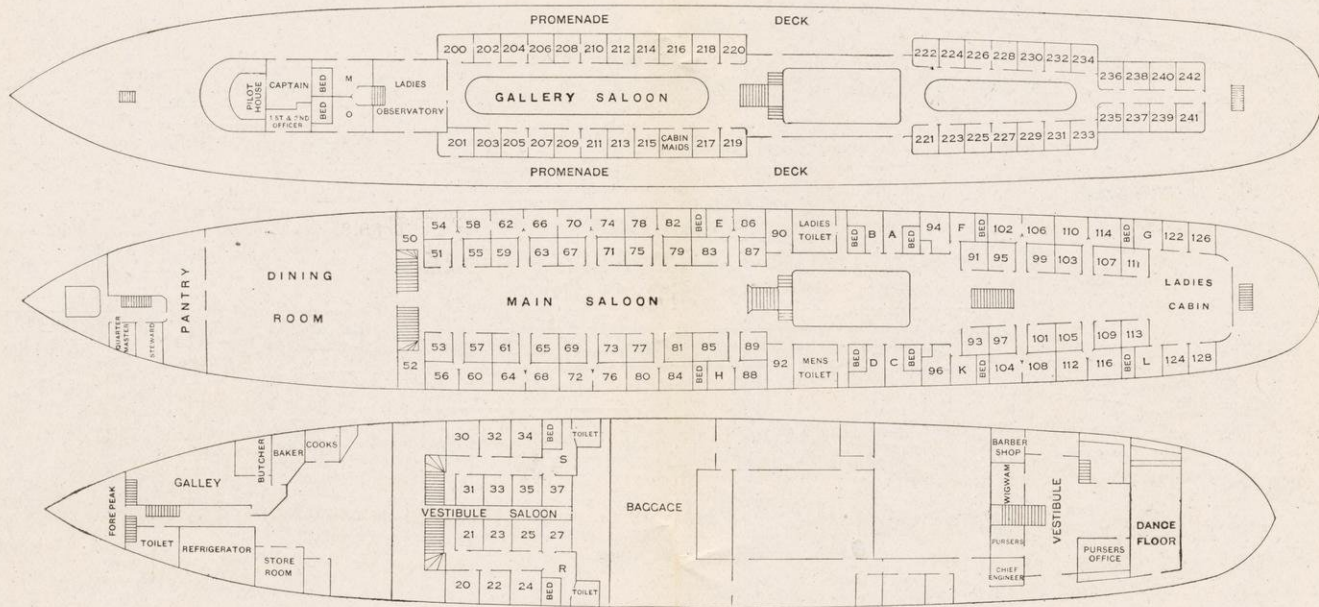 PROMENADE DECK
200 202 204 206 208 210 212 214 216 218 220
222 224 226 228 230 232 234
236 238 240 242
PILOT HOUSE
CAPTAIN
BED
M
LADIES
GALLERY SALOON
1ST & 2ND OFFICER
BED
O
OBSERVATORY
235 237 239 241
201 203 205 207 209 211 213 215 CABIN MAIDS 217 219
221 223 225 227 229 231 233
PROMENADE DECK
50 54 58 62 66 70 74 78 82 BED E 86 90 LADIES TOILET BED B A BED 94 F BED 102 106 110 114 BED G 122 126
51 55 59 63 67 71 75 79 83 87 91 95 99 103 107 111
PANTRY
DINING ROOM
MAIN SALOON
LADIES CABIN
QUARTER MASTER
STEWARD
53 57 61 65 69 73 77 81 85 89 93 97 101 105 109 113
52 56 60 64 68 72 76 80 84 BED H 88 92 MENS TOILET BED D C BED 96 K BED 104 108 112 116 BED L 124 128
FORE PEAK
GALLEY
BUTCHER
BAKER
COOKS
30 32 34 BED S TOILET
31 33 35 37
VESTIBULE SALOON
21 23 25 27
20 22 24 BED R TOILET
TOILET
REFRIGERATOR
STORE ROOM
BAGGAGE
BARBER SHOP
WIGWAM
VESTIBULE
PURSERS
CHIEF ENGINEER
PURSERS OFFICE
DANCE FLOOR